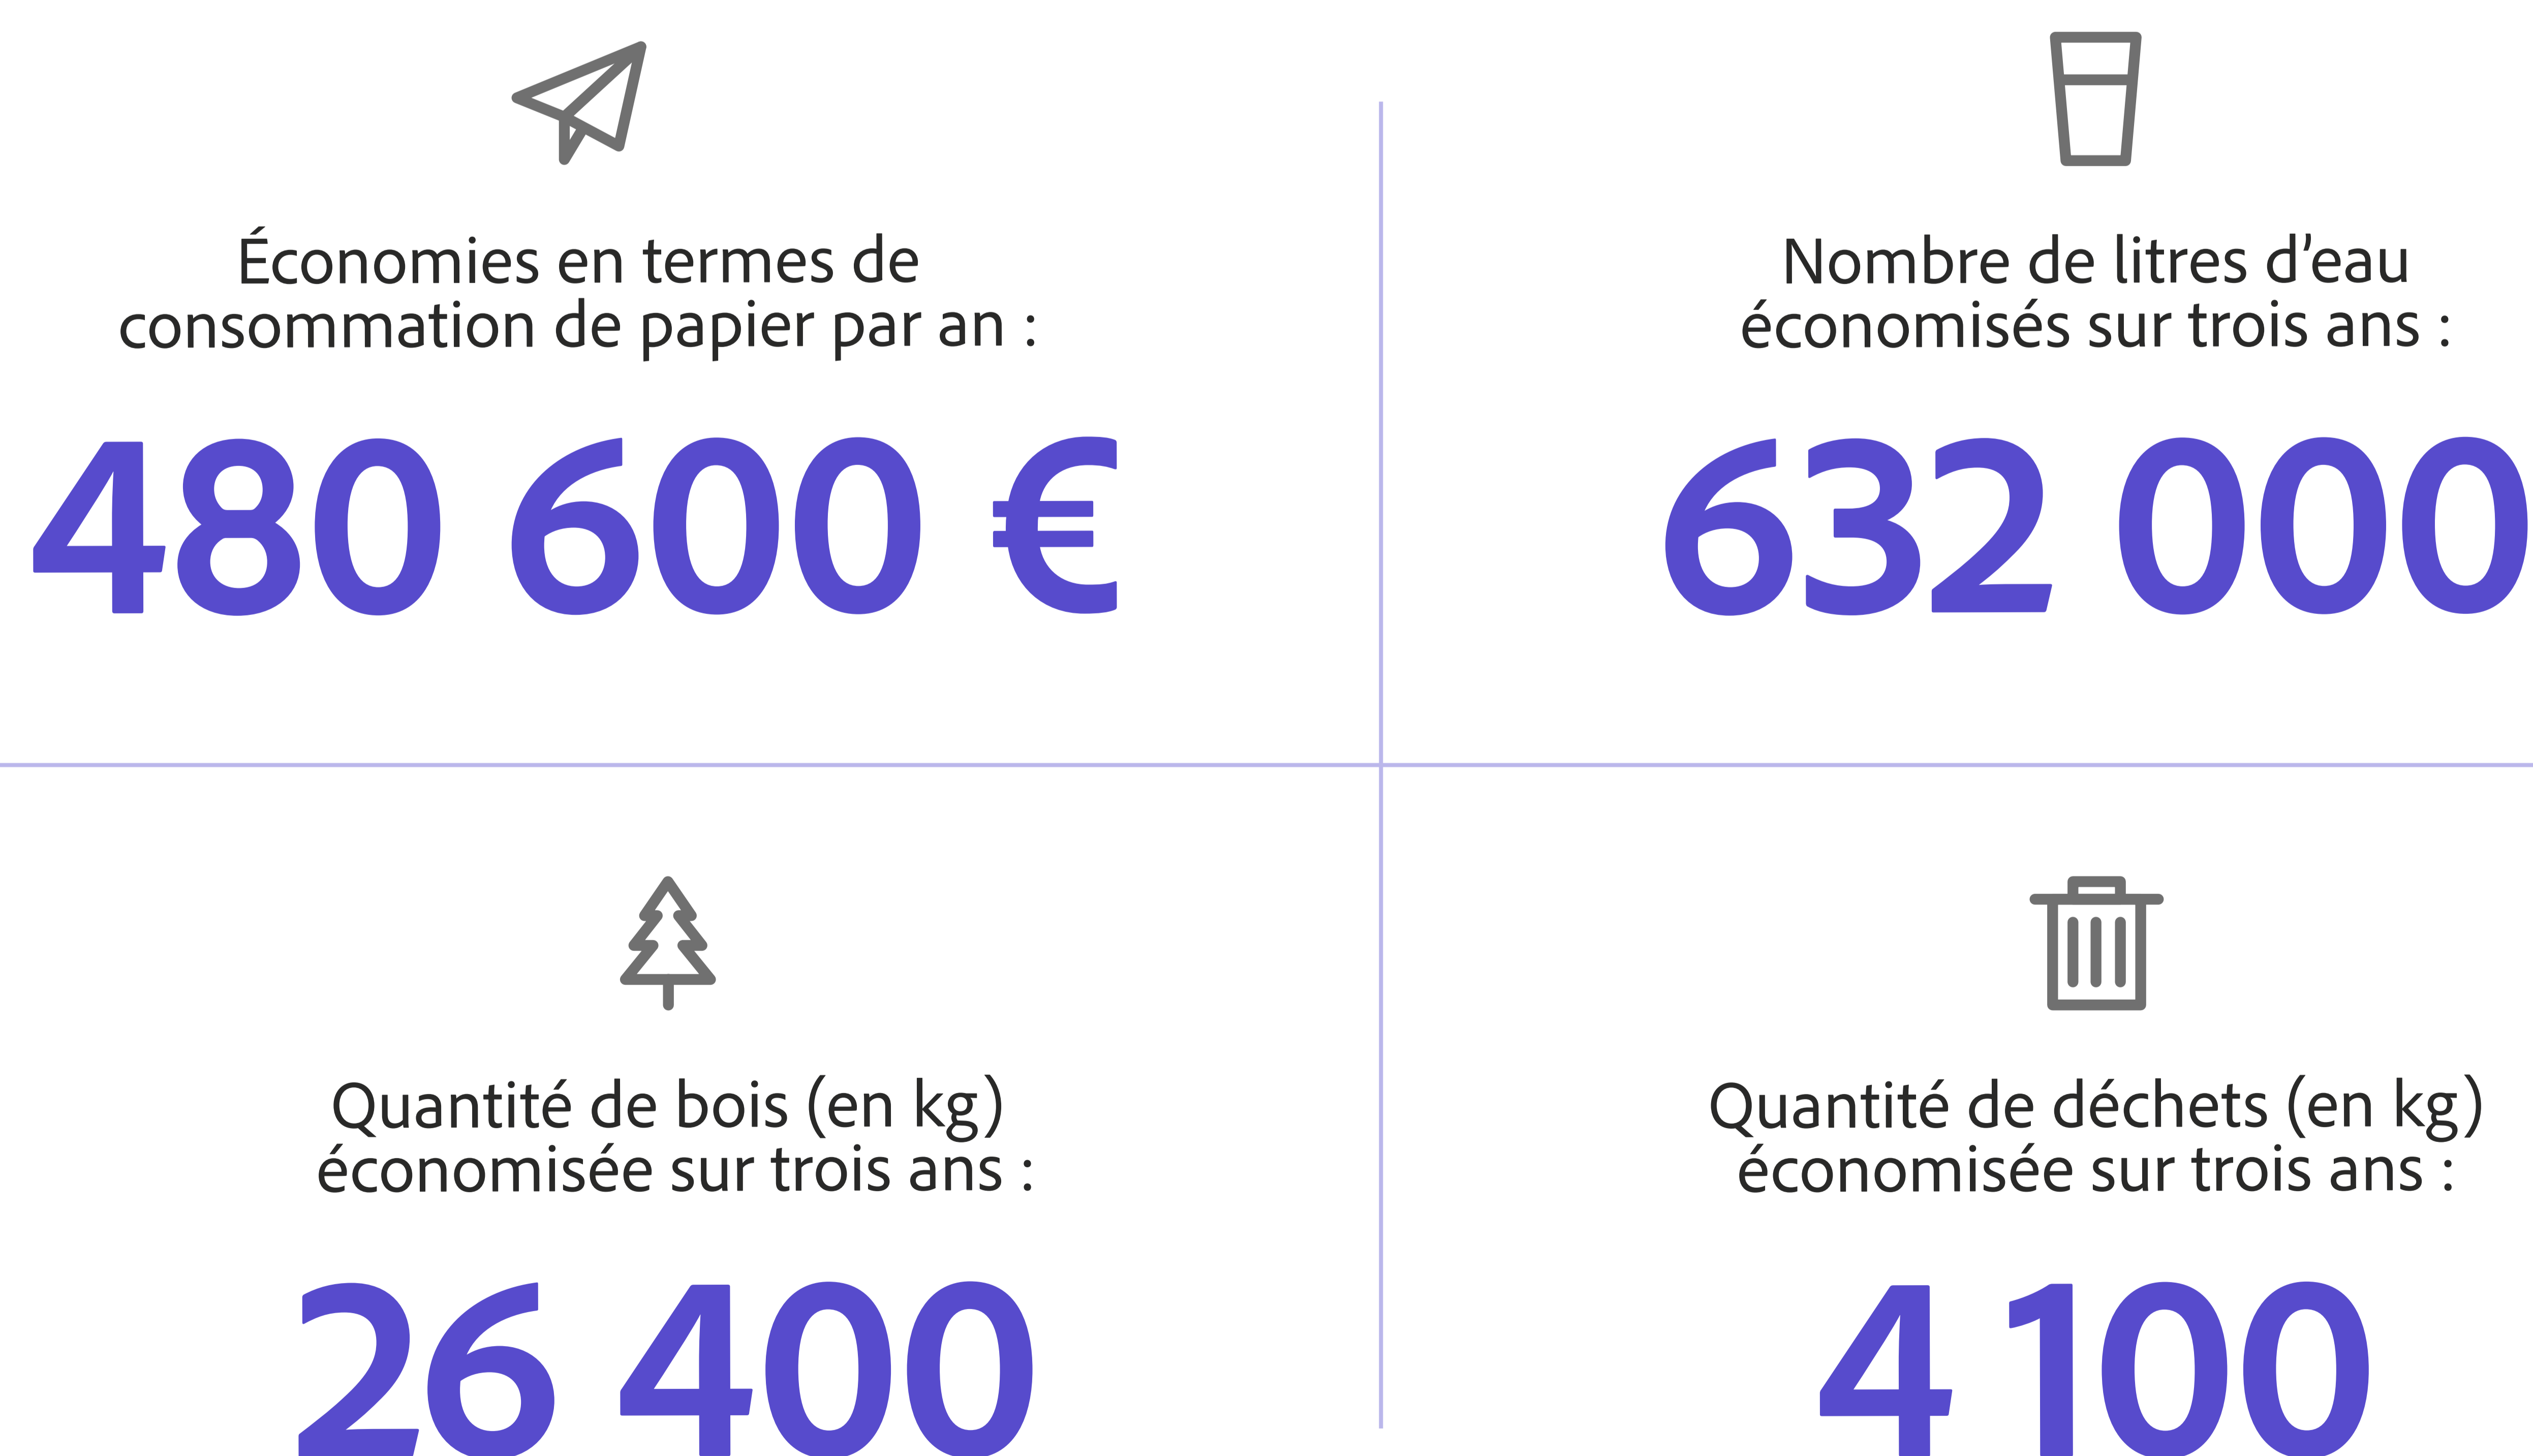 Économies en termes de
consommation de papier par an :
480 600 €
Nombre de litres d’eau
économisés sur trois ans :
632 000
Quantité de bois (en kg)
économisée sur trois ans :
26 400
Quantité de déchets (en kg)
économisée sur trois ans :
4 100